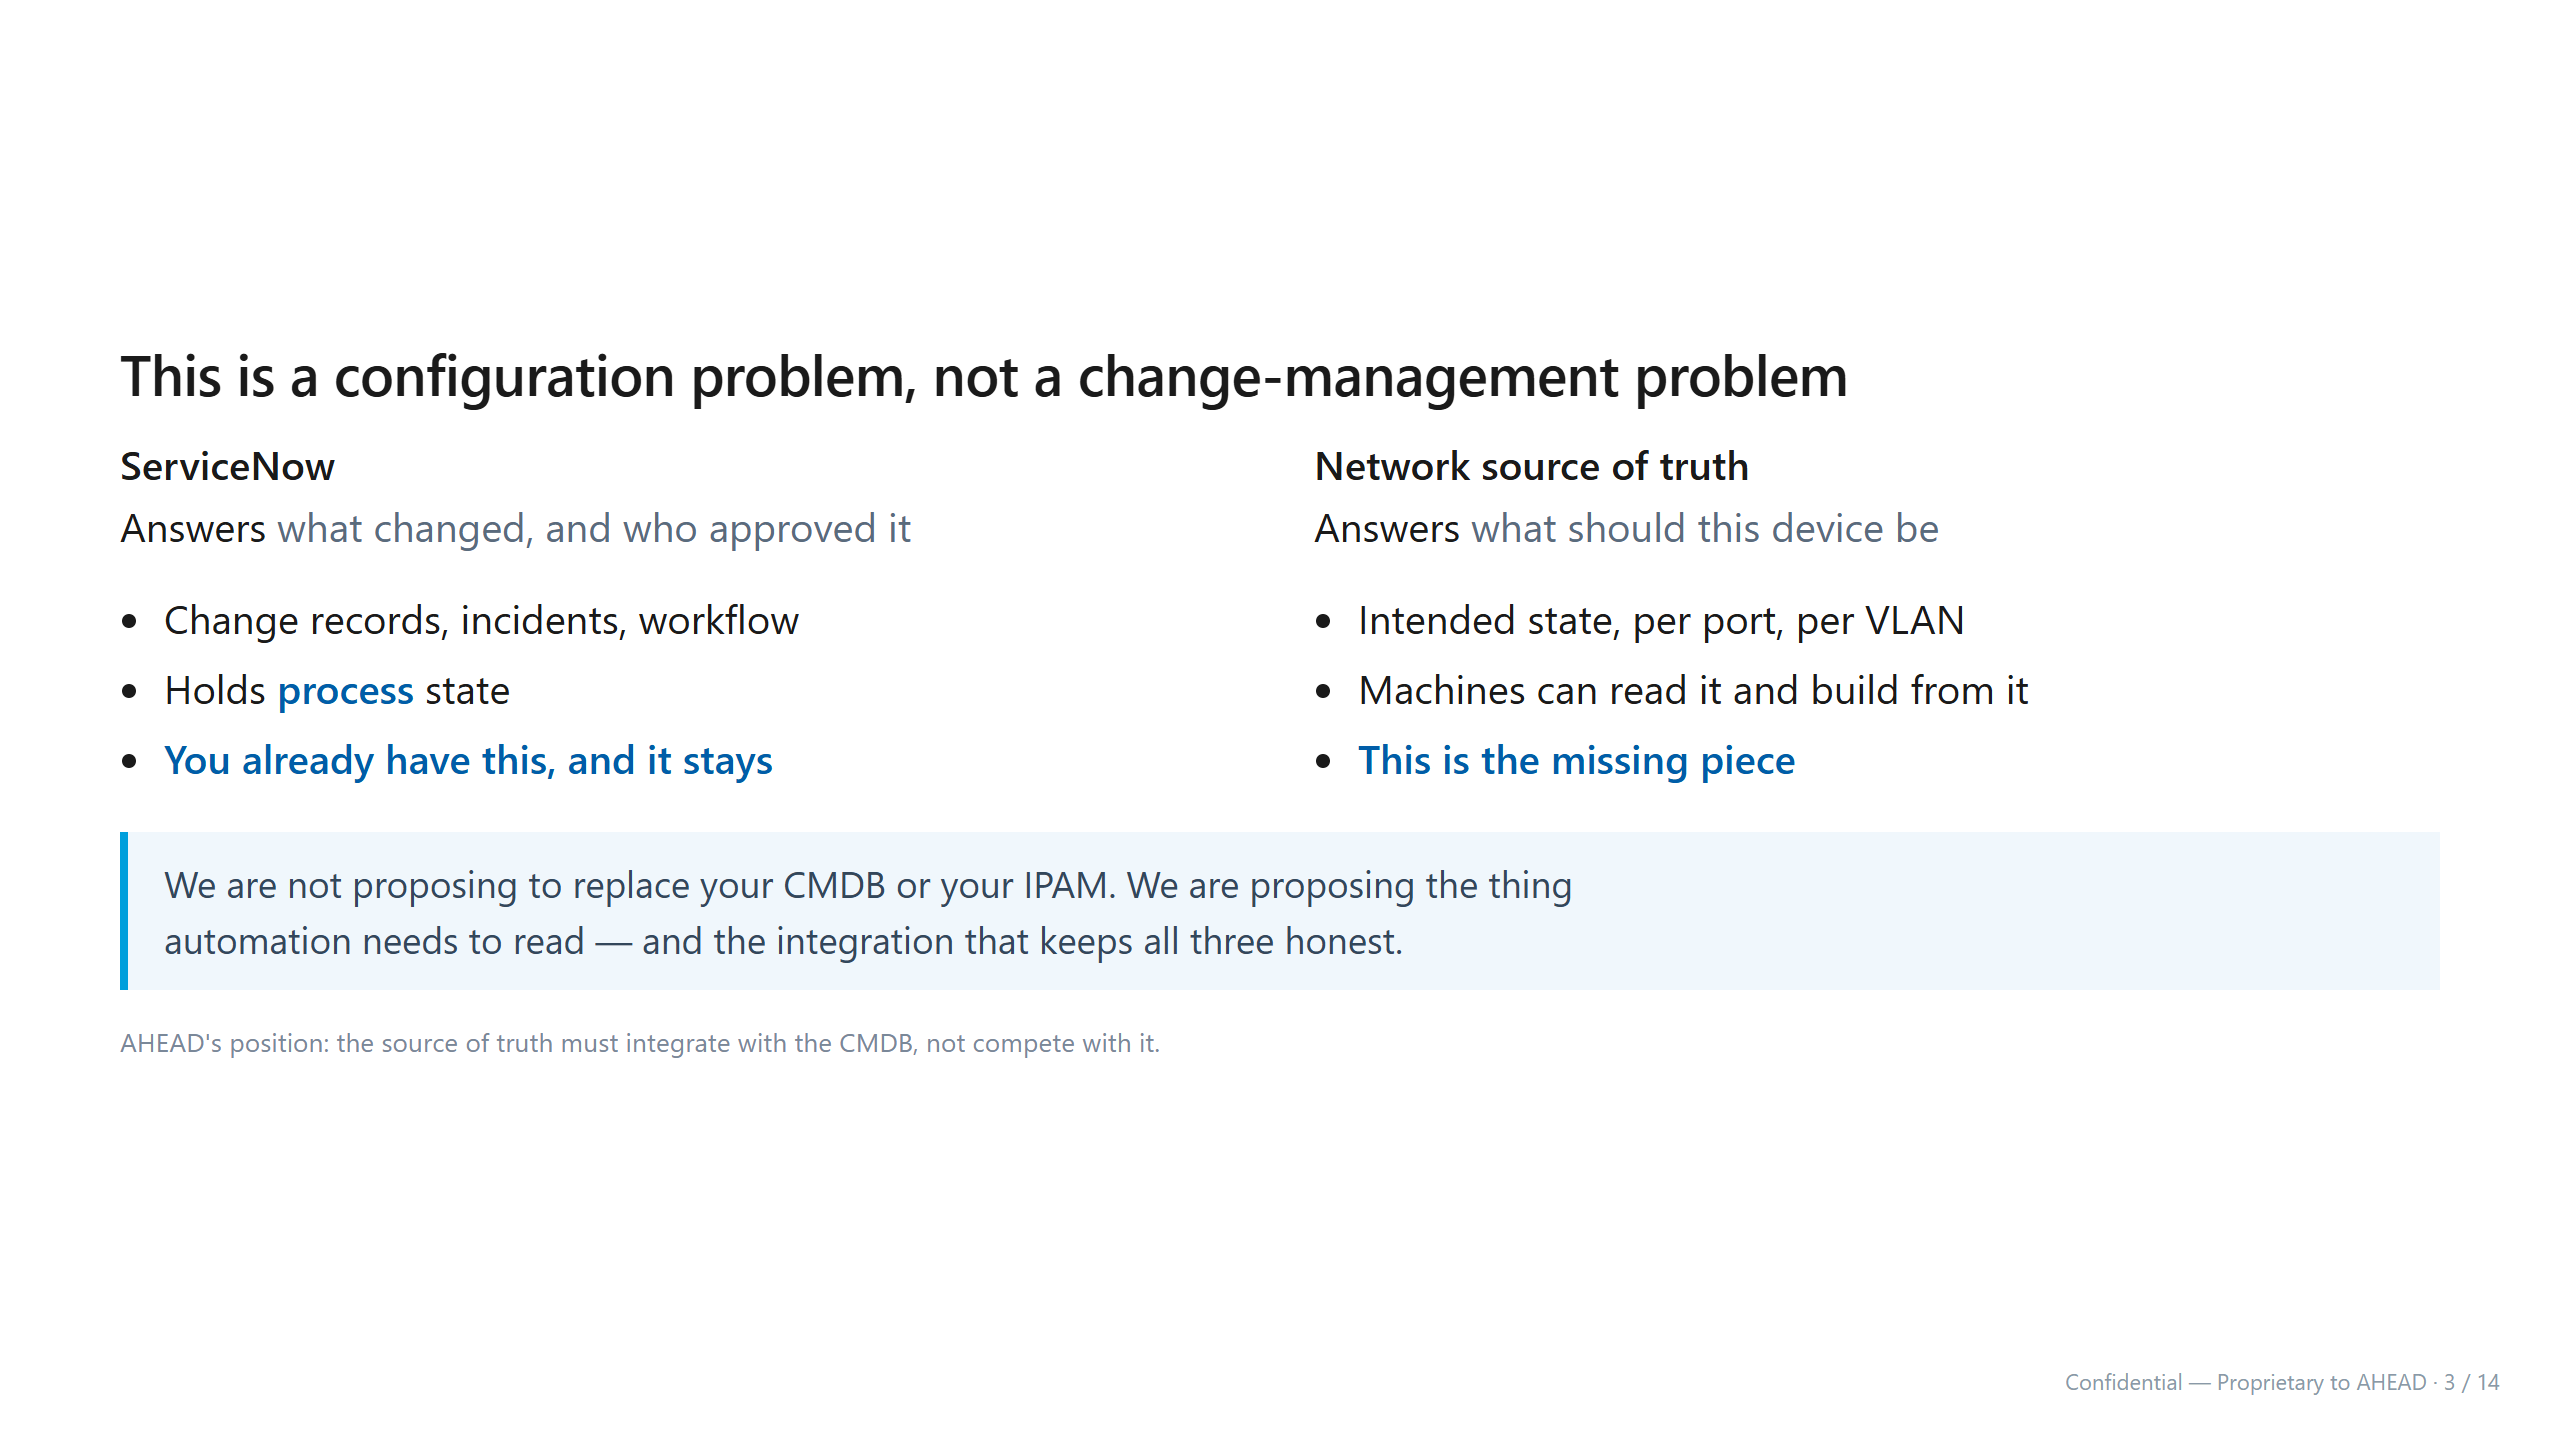 This is a configuration problem, not a change-management problem
ServiceNow
Answers what changed, and who approved it
• Change records, incidents, workflow
• Holds process state
• You already have this, and it stays
Network source of truth
Answers what should this device be
• Intended state, per port, per VLAN
• Machines can read it and build from it
• This is the missing piece
We are not proposing to replace your CMDB or your IPAM. We are proposing the thing
automation needs to read — and the integration that keeps all three honest.
AHEAD's position: the source of truth must integrate with the CMDB, not compete with it.
Confidential — Proprietary to AHEAD · 3 / 14